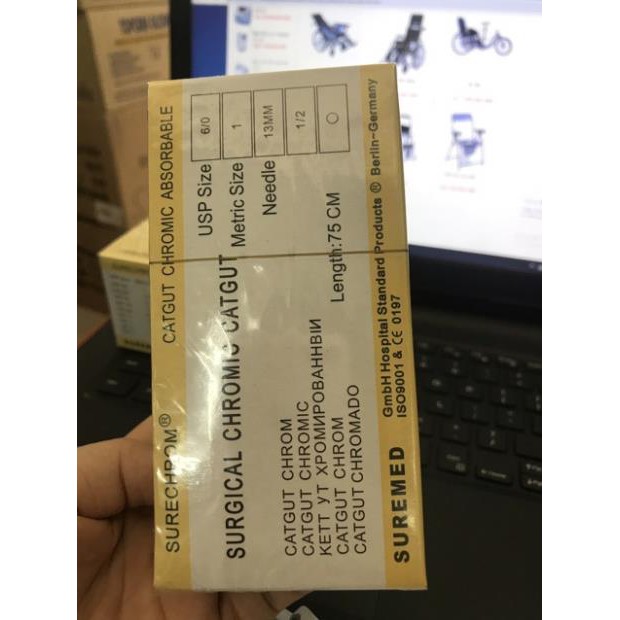 SURECHROM® CATGUT CHROMIC ABSORBABLE
USP Size 6/0
SURGICAL CHROMIC CATGUT Metric Size 1
Needle 13MM
1/2
CATGUT CHROM
CATGUT CHROMIC
КЕТТ УТ ХРОМИРОВАННЫЙ Length:75 CM
CATGUT CHROM
CATGUT CHROMADO
SUREMED GmbH Hospital Standard Products ® Berlin-Germany
ISO9001 & CE 0197